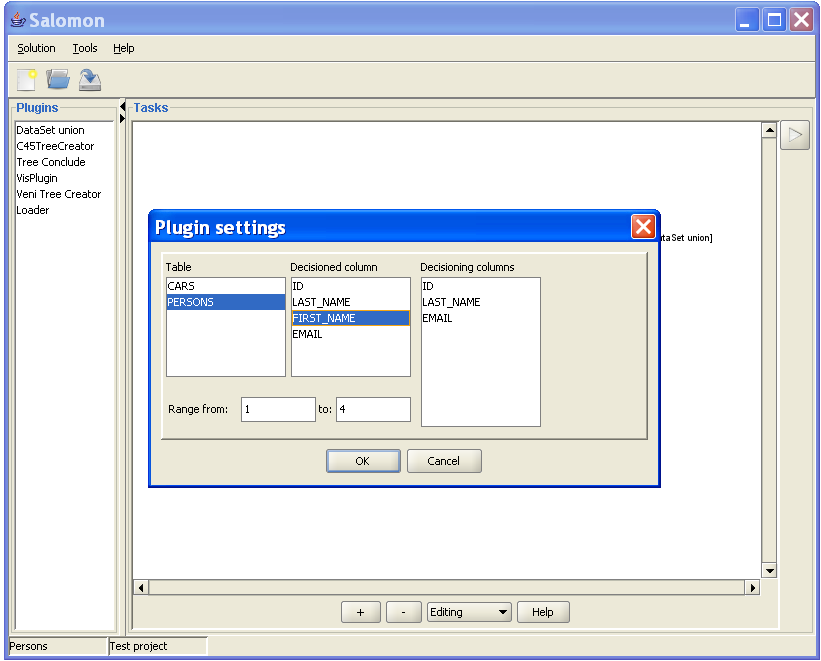 Salomon
Solution Tools Help
Plugins
Tasks
DataSet union
C45TreeCreator
Tree Conclude
VisPlugin
Veni Tree Creator
Loader
Plugin settings
Set union]
Table
Decisioned column
Decisioning columns
CARS
PERSONS
ID
LAST_NAME
FIRST_NAME
EMAIL
ID
LAST_NAME
EMAIL
Range from: 1 to: 4
OK
Cancel
+ - Editing Help
Persons
Test project